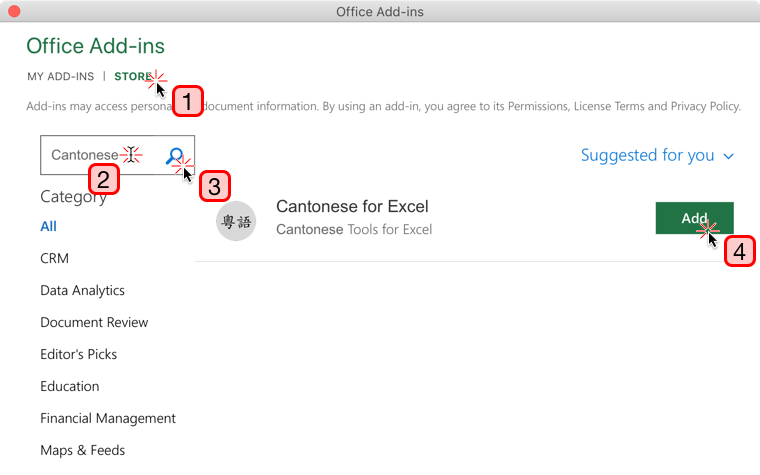 Office Add-ins
Office Add-ins
MY ADD-INS | STORE
1
Add-ins may access persona document information. By using an add-in, you agree to its Permissions, License Terms and Privacy Policy.
Cantonese
Suggested for you
2
3
Category
Cantonese for Excel
粵語
Add
All
Cantonese Tools for Excel
4
CRM
Data Analytics
Document Review
Editor's Picks
Education
Financial Management
Maps & Feeds